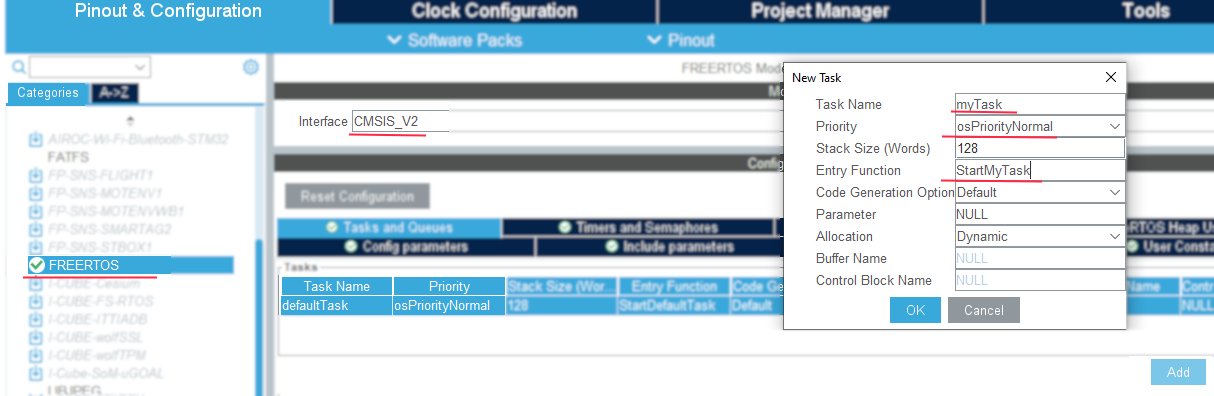 Pinout & Configuration Clock Configuration Project Manager Tools
Software Packs Pinout
FREERTOS Mod
Categories A->Z
AIROC-Wi-Fi-Bluetooth-STM32
FATFS
FP-SNS-FLIGHT1
FP-SNS-MOTENV1
FP-SNS-MOTENVWB1
FP-SNS-SMARTAG2
FP-SNS-STBOX1
FREERTOS
I-CUBE-Cesium
I-CUBE-FS-RTOS
I-CUBE-ITTIADB
I-CUBE-wolfSSL
I-CUBE-wolfTPM
I-Cube-SoM-uGOAL
LIBJPEG
Mo
Interface CMSIS_V2
Config
Reset Configuration
Tasks and Queues Timers and Semaphores RTOS Heap Us
Config parameters Include parameters User Consta
Tasks
Task Name Priority Stack Size (Wor... Entry Function Code Ge Name Contr
defaultTask osPriorityNormal 128 StartDefaultTask Default NULL
Add
New Task
Task Name myTask
Priority osPriorityNormal
Stack Size (Words) 128
Entry Function StartMyTask
Code Generation Option Default
Parameter NULL
Allocation Dynamic
Buffer Name NULL
Control Block Name NULL
OK Cancel